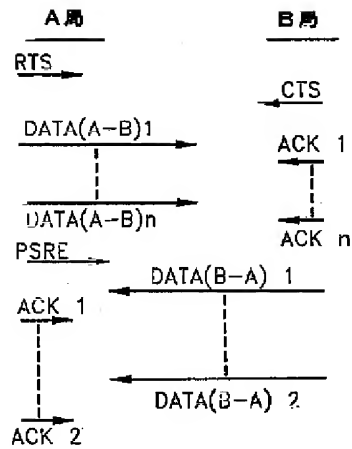 A局 B局
RTS
CTS
DATA(A-B)1
ACK 1
DATA(A-B)n
ACK n
PSRE
DATA(B-A) 1
ACK 1
DATA(B-A) 2
ACK 2